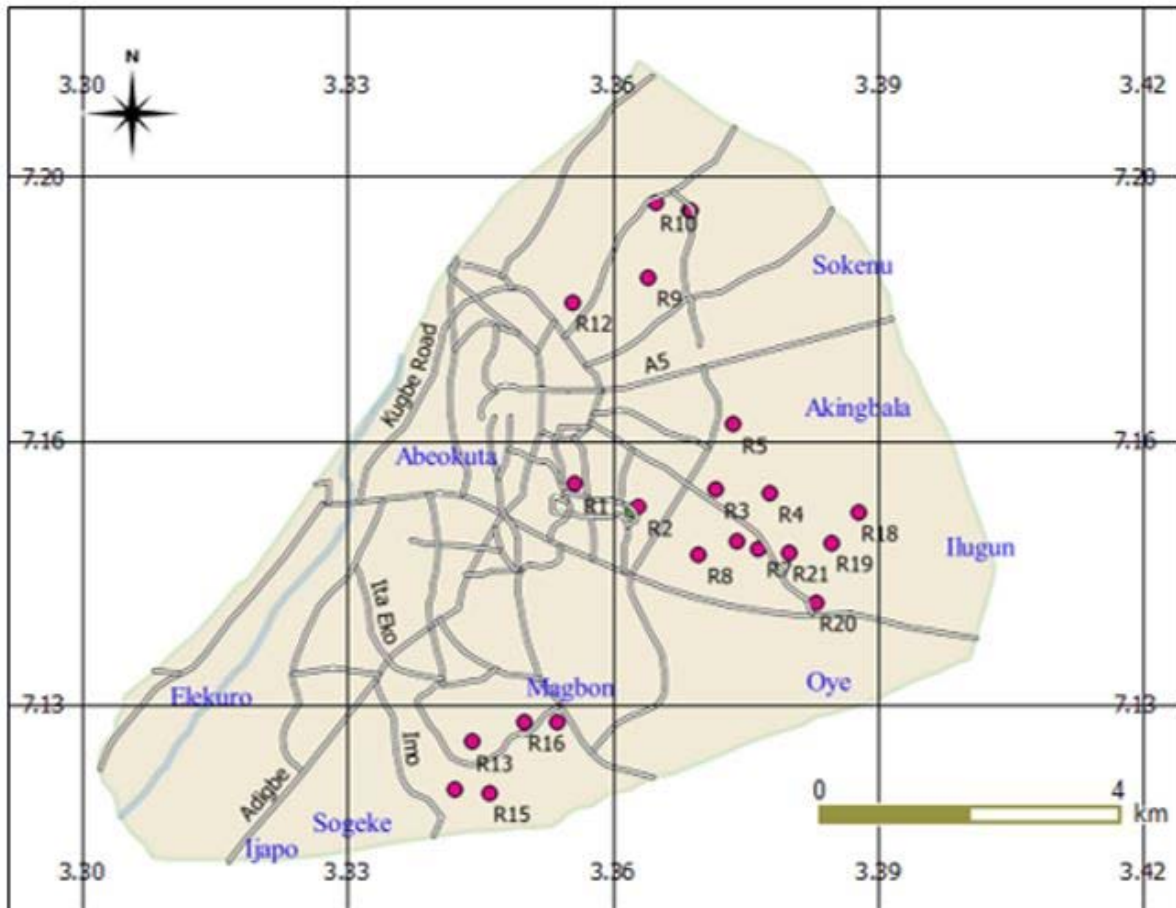 N
3.30 3.33 3.36 3.39 3.42
7.20 7.20
R10
Sokenu
R9
R12
Kugbe Road
A5
Akingbala
R5
7.16 7.16
Abeokuta
R1
R2
R3
R4
R18
Ilugun
R8
R7
R21
R19
R20
Ita Eko
Oye
Elekuro
Magbon
7.13 7.13
Imo
R16
R13
Adigbe
R15
0 4
km
Sogeke
Ijapo
3.30 3.33 3.36 3.39 3.42